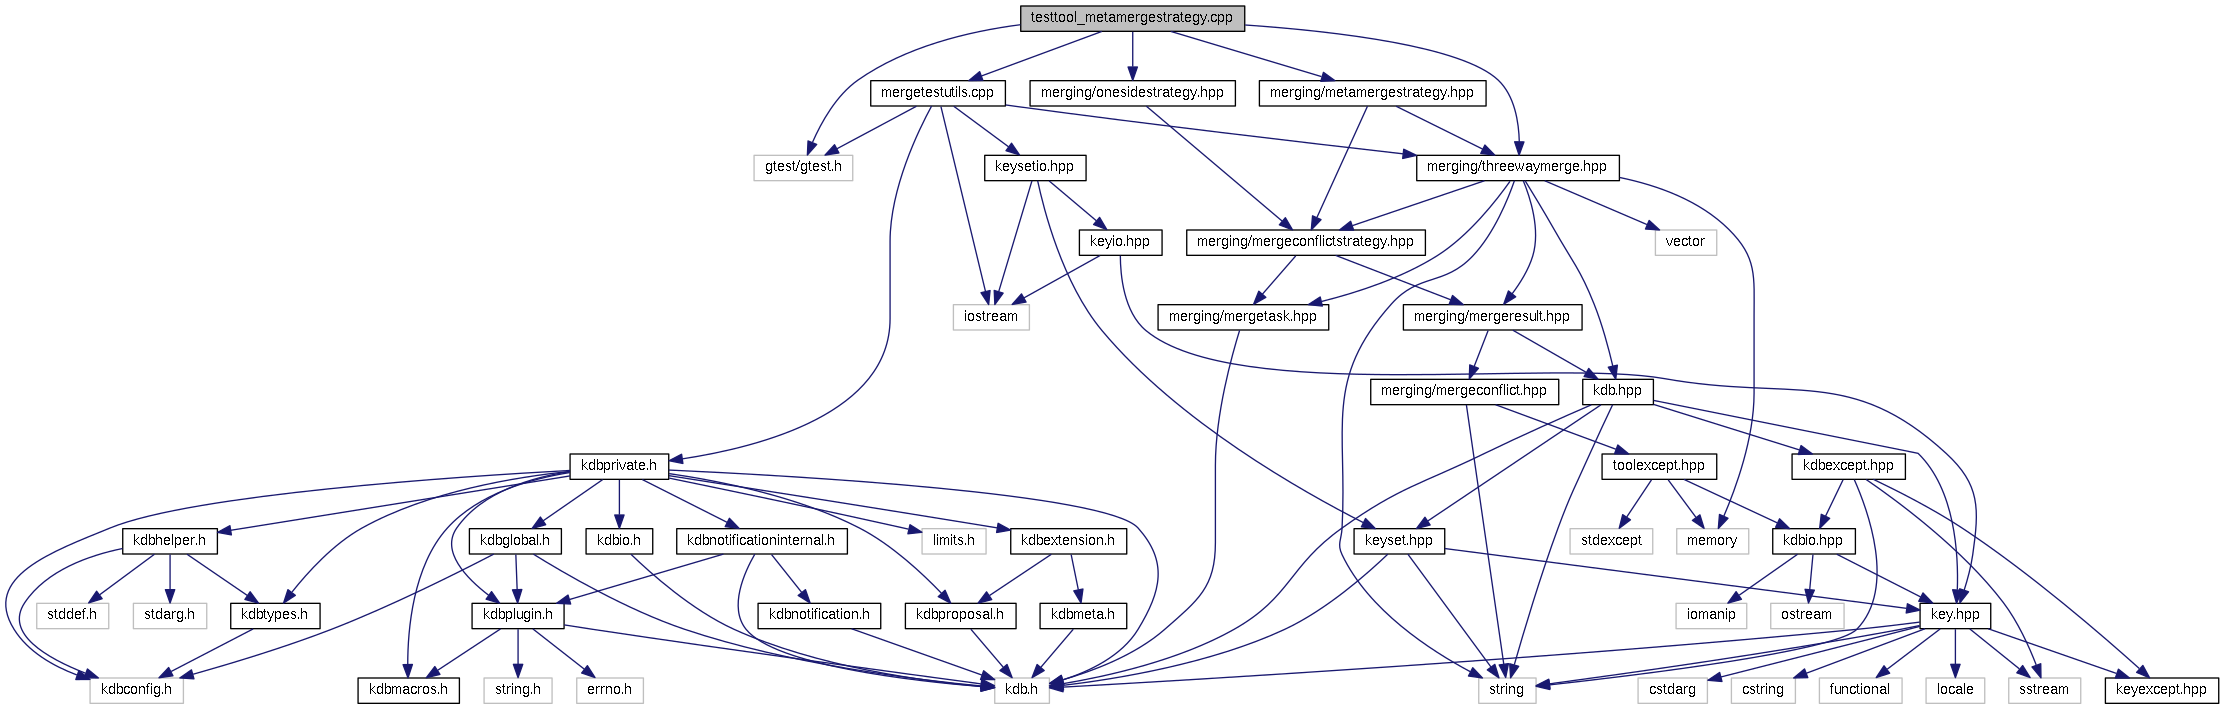 testtool_metamergestrategy.cpp
mergetestutils.cpp
merging/onesidestrategy.hpp
merging/metamergestrategy.hpp
gtest/gtest.h
keysetio.hpp
merging/threewaymerge.hpp
keyio.hpp
merging/mergeconflictstrategy.hpp
vector
iostream
merging/mergetask.hpp
merging/mergeresult.hpp
merging/mergeconflict.hpp
kdb.hpp
kdbprivate.h
toolexcept.hpp
kdbexcept.hpp
kdbhelper.h
kdbglobal.h
kdbio.h
kdbnotificationinternal.h
limits.h
kdbextension.h
keyset.hpp
stdexcept
memory
kdbio.hpp
stddef.h
stdarg.h
kdbtypes.h
kdbplugin.h
kdbnotification.h
kdbproposal.h
kdbmeta.h
iomanip
ostream
key.hpp
kdbconfig.h
kdbmacros.h
string.h
errno.h
kdb.h
string
cstdarg
cstring
functional
locale
sstream
keyexcept.hpp